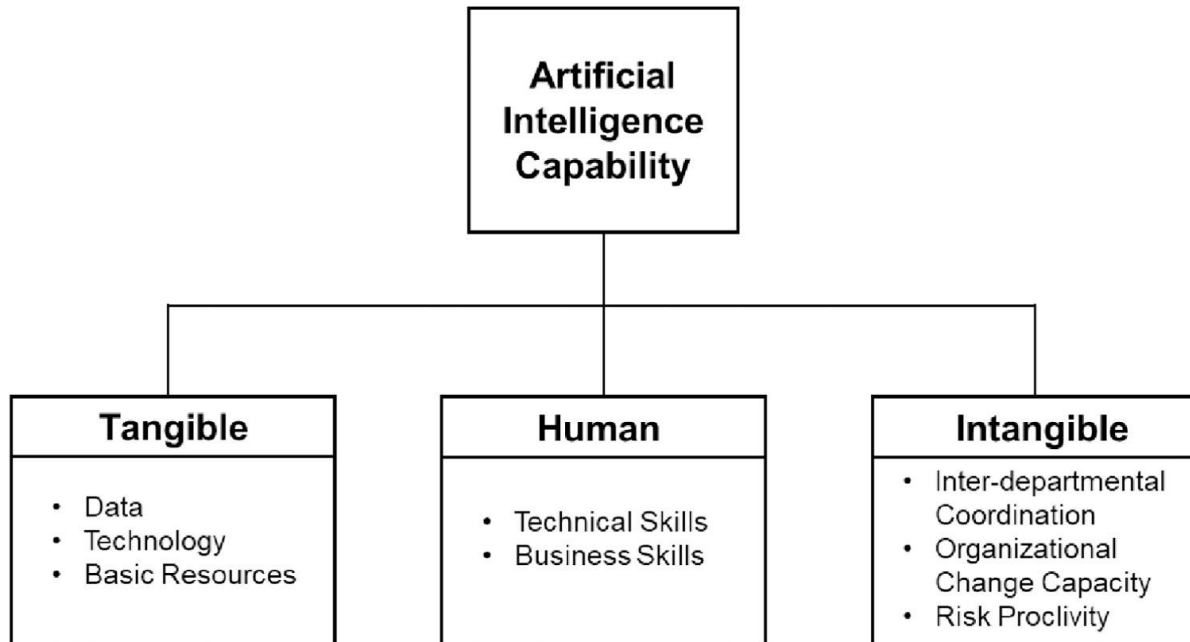 Artificial
Intelligence
Capability
Tangible
• Data
• Technology
• Basic Resources
Human
• Technical Skills
• Business Skills
Intangible
• Inter-departmental
Coordination
• Organizational
Change Capacity
• Risk Proclivity